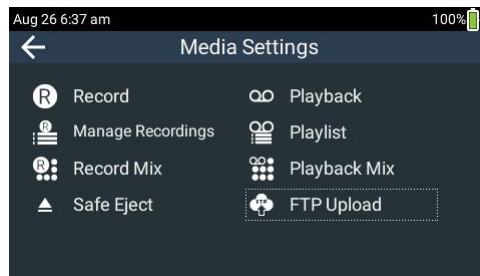 Aug 26 6:37 am 100%
Media Settings
R Record
Playback
R Manage Recordings
Playlist
R Record Mix
Playback Mix
Safe Eject
FTP FTP Upload